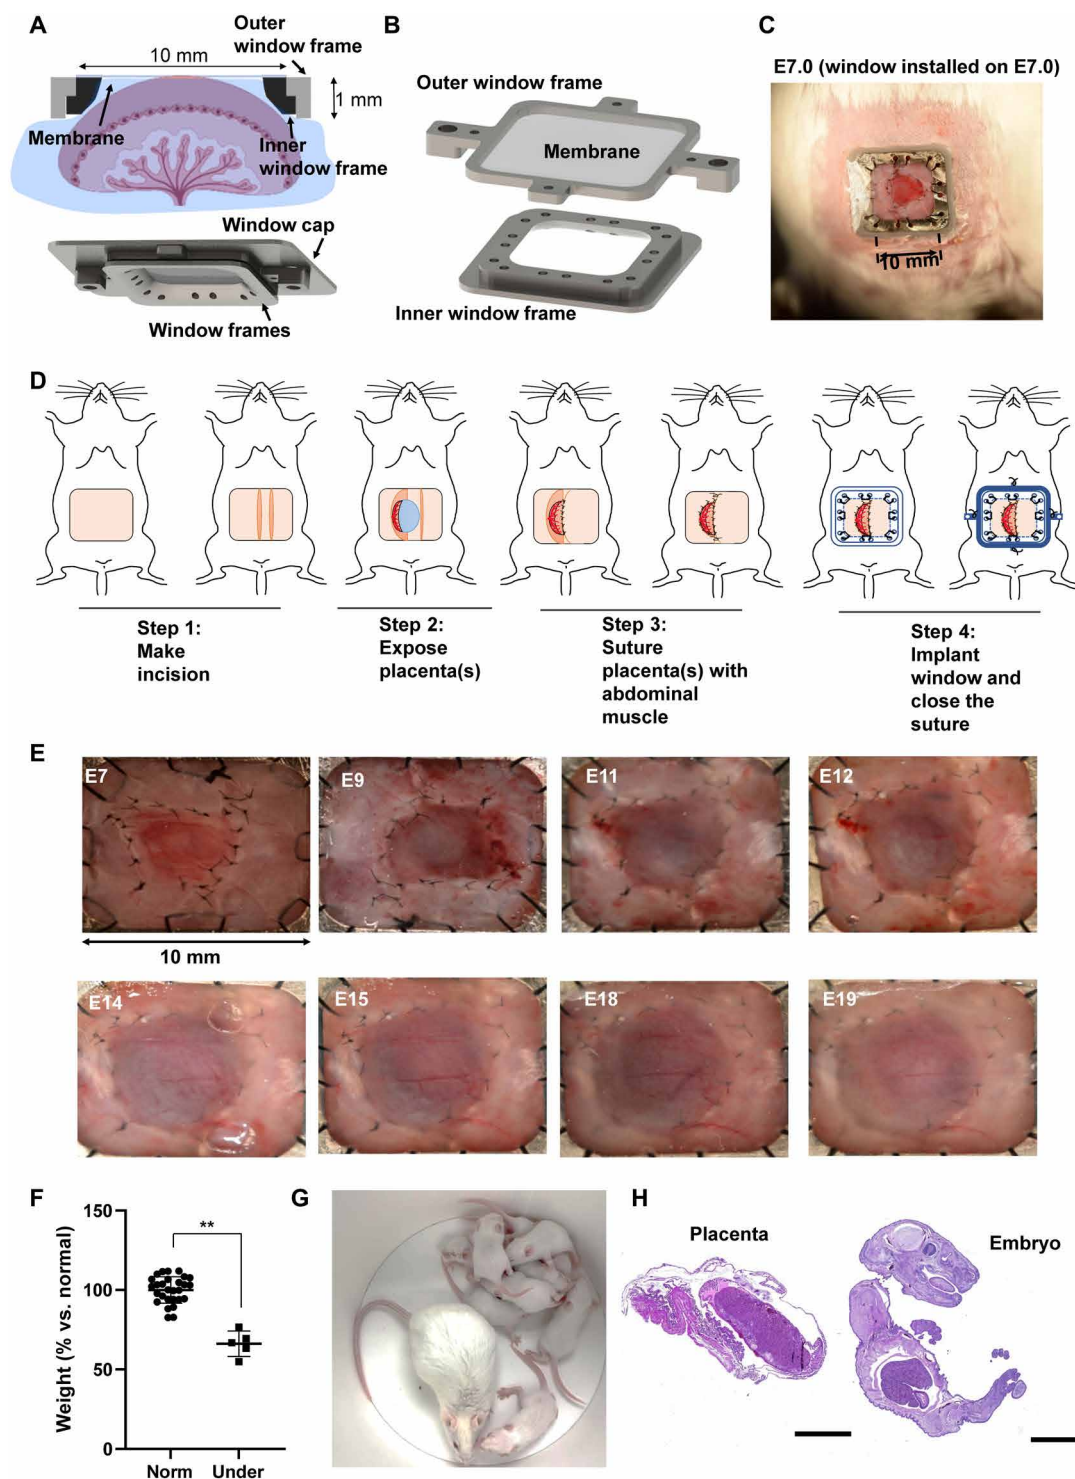 A
Outer
window frame
10 mm
1 mm
Membrane
Inner
window frame
Window cap
Window frames
B
Outer window frame
Membrane
Inner window frame
C
E7.0 (window installed on E7.0)
10 mm
D
Step 1:
Make
incision
Step 2:
Expose
placenta(s)
Step 3:
Suture
placenta(s) with
abdominal
muscle
Step 4:
Implant
window and
close the
suture
E
E7
E9
E11
E12
10 mm
E14
E15
E18
E19
F
Weight (% vs. normal)
150
100
50
0
**
Norm
Under
G
H
Placenta
Embryo